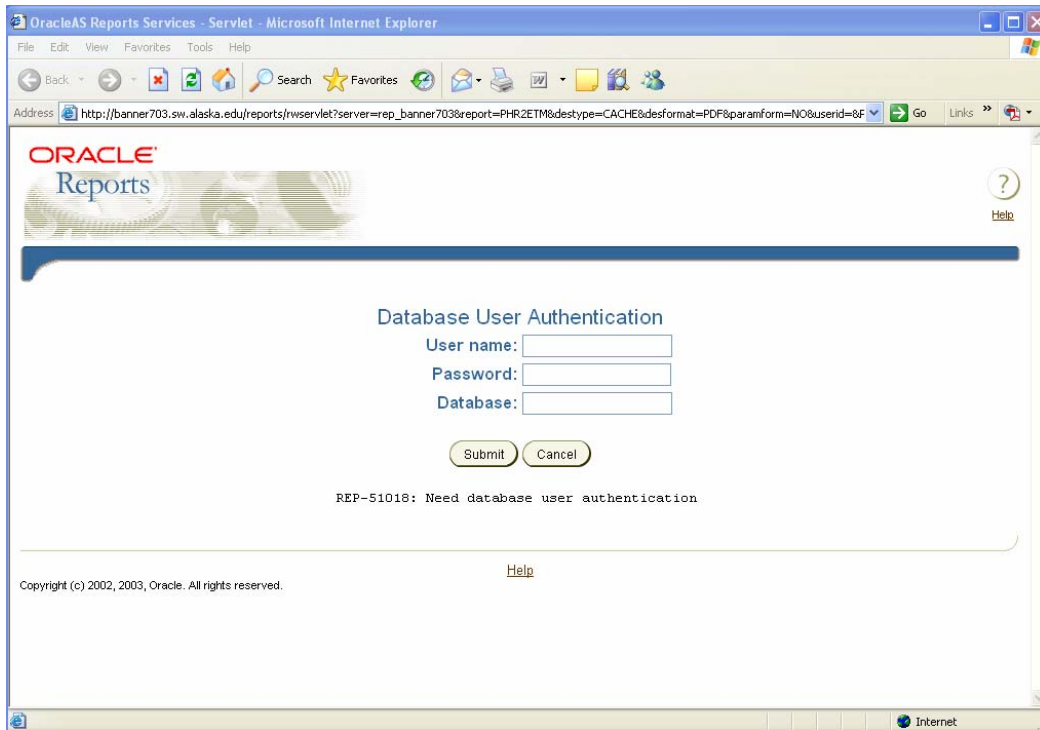 OracleAS Reports Services - Servlet - Microsoft Internet Explorer
File Edit View Favorites Tools Help
Back Search Favorites
Address http://banner703.sw.alaska.edu/reports/rwservlet?server=rep_banner703&report=PHR2ETM&destype=CACHE&desformat=PDF&paramform=NO&userid=&F Go Links »
ORACLE
Reports
?
Help
Database User Authentication
User name:
Password:
Database:
Submit Cancel
REP-51018: Need database user authentication
Help
Copyright (c) 2002, 2003, Oracle. All rights reserved.
Internet